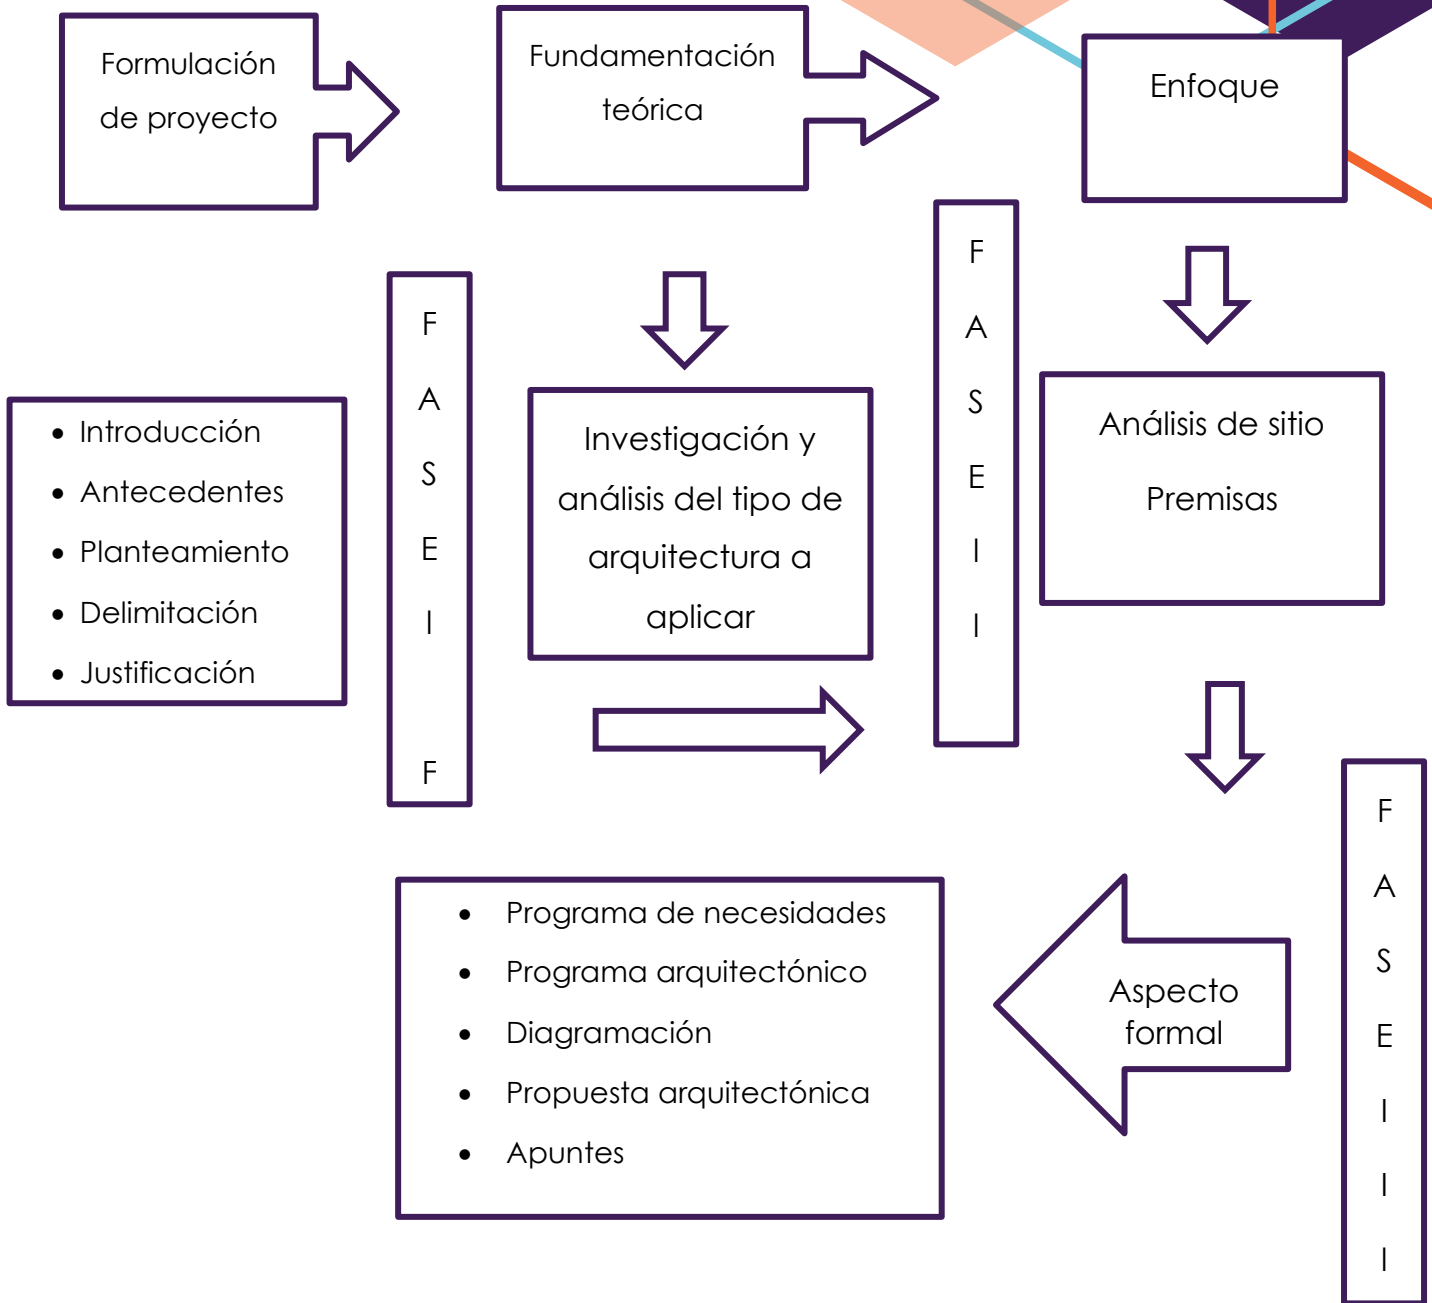 Formulación
de proyecto
Fundamentación
teórica
Enfoque
• Introducción
• Antecedentes
• Planteamiento
• Delimitación
• Justificación
F
A
S
E
I
F
Investigación y
análisis del tipo de
arquitectura a
aplicar
F
A
S
E
I
I
Análisis de sitio
Premisas
F
A
S
E
I
I
I
Aspecto
formal
• Programa de necesidades
• Programa arquitectónico
• Diagramación
• Propuesta arquitectónica
• Apuntes